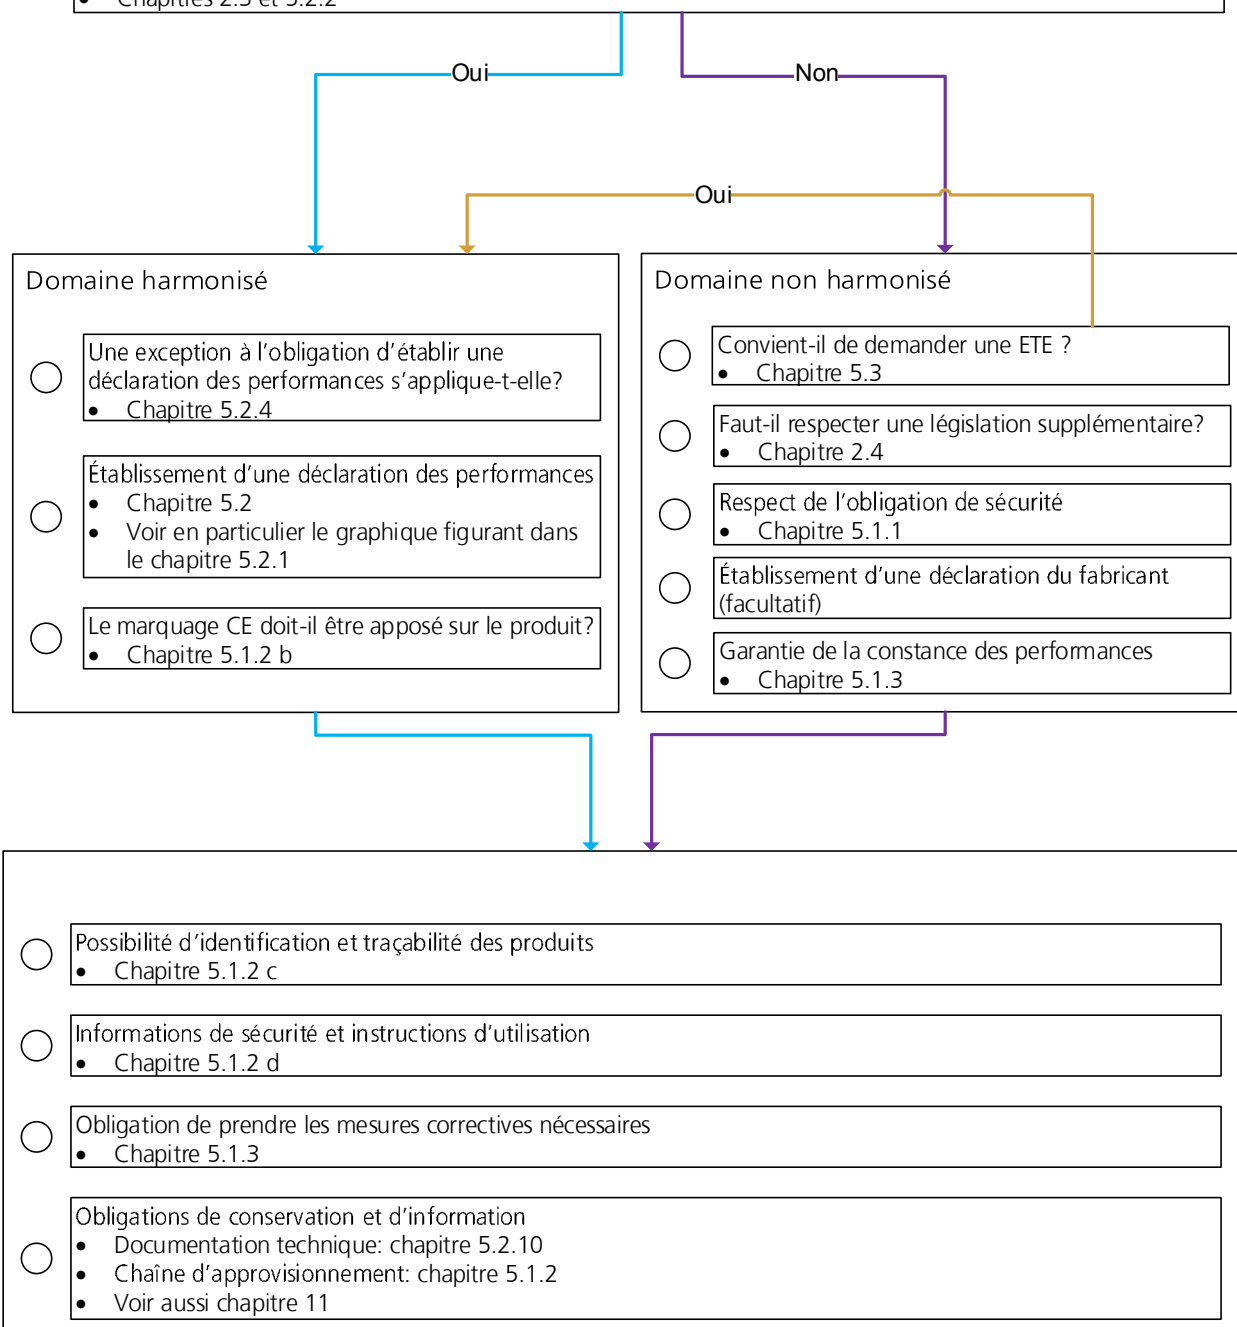 • Chapitres 2.3 et 5.2.2
Oui
Non
Oui
Domaine harmonisé
Une exception à l'obligation d'établir une
déclaration des performances s'applique-t-elle?
• Chapitre 5.2.4
Établissement d'une déclaration des performances
• Chapitre 5.2
• Voir en particulier le graphique figurant dans
le chapitre 5.2.1
Le marquage CE doit-il être apposé sur le produit?
• Chapitre 5.1.2 b
Domaine non harmonisé
Convient-il de demander une ETE ?
• Chapitre 5.3
Faut-il respecter une législation supplémentaire?
• Chapitre 2.4
Respect de l'obligation de sécurité
• Chapitre 5.1.1
Établissement d'une déclaration du fabricant
(facultatif)
Garantie de la constance des performances
• Chapitre 5.1.3
Possibilité d'identification et traçabilité des produits
• Chapitre 5.1.2 c
Informations de sécurité et instructions d'utilisation
• Chapitre 5.1.2 d
Obligation de prendre les mesures correctives nécessaires
• Chapitre 5.1.3
Obligations de conservation et d'information
• Documentation technique: chapitre 5.2.10
• Chaîne d'approvisionnement: chapitre 5.1.2
• Voir aussi chapitre 11